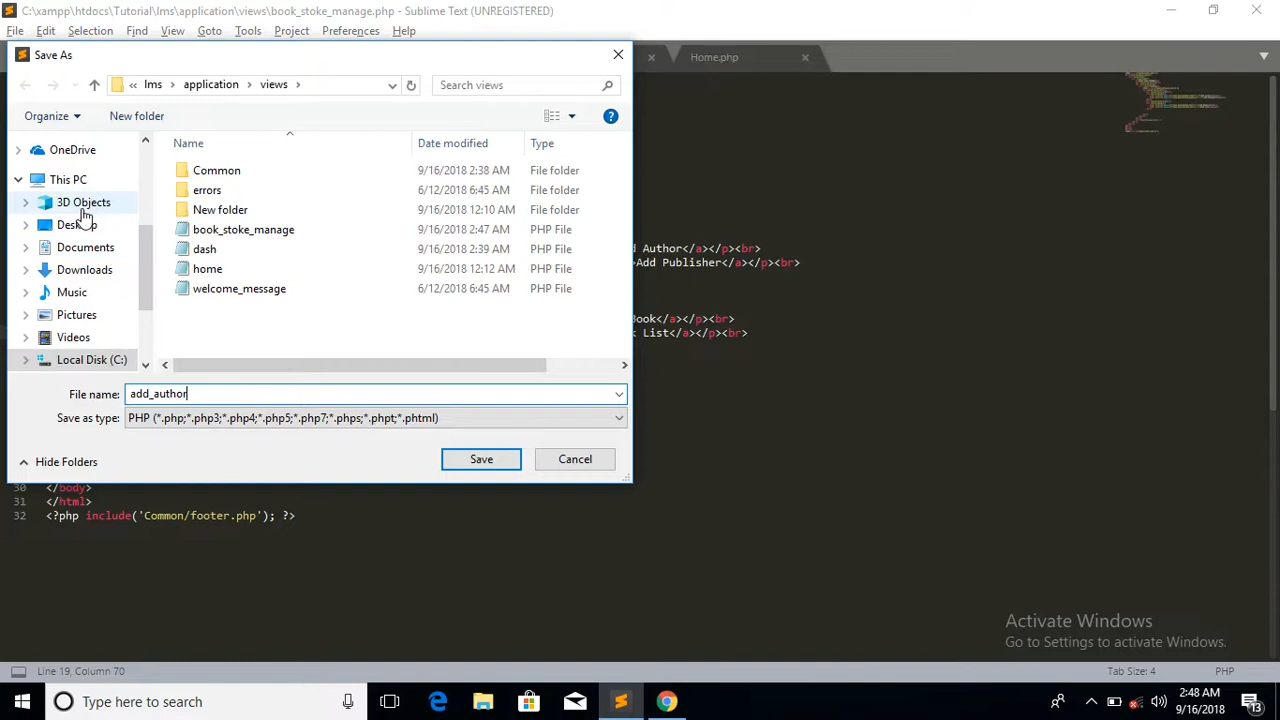 C:\xampp\htdocs\Tutorial\lms\application\views\book_stoke_manage.php - Sublime Text (UNREGISTERED)
File Edit Selection Find View Goto Tools Project Preferences Help
Save As
Home.php
lms application views
Search views
Organize New folder
OneDrive
This PC
3D Objects
Documents
Downloads
Music
Pictures
Videos
Local Disk (C:)
Name Date modified Type
Common 9/16/2018 2:38 AM File folder
errors 6/12/2018 6:45 AM File folder
New folder 9/16/2018 12:10 AM File folder
book_stoke_manage 9/16/2018 2:47 AM PHP File
dash 9/16/2018 2:39 AM PHP File
home 9/16/2018 12:12 AM PHP File
welcome_message 6/12/2018 6:45 AM PHP File
File name: add_author
Save as type: PHP (*.php;*.php3;*.php4;*.php5;*.php7;*.phps;*.phpt;*.phtml)
Hide Folders Save Cancel
Author</a></p><br>
>Add Publisher</a></p><br>
Book</a></p><br>
List</a></p><br>
30 </body>
31 </html>
32 <?php include('Common/footer.php'); ?>
Activate Windows
Go to Settings to activate Windows.
Line 19, Column 70 Tab Size: 4 PHP
Type here to search
2:48 AM
9/16/2018
13